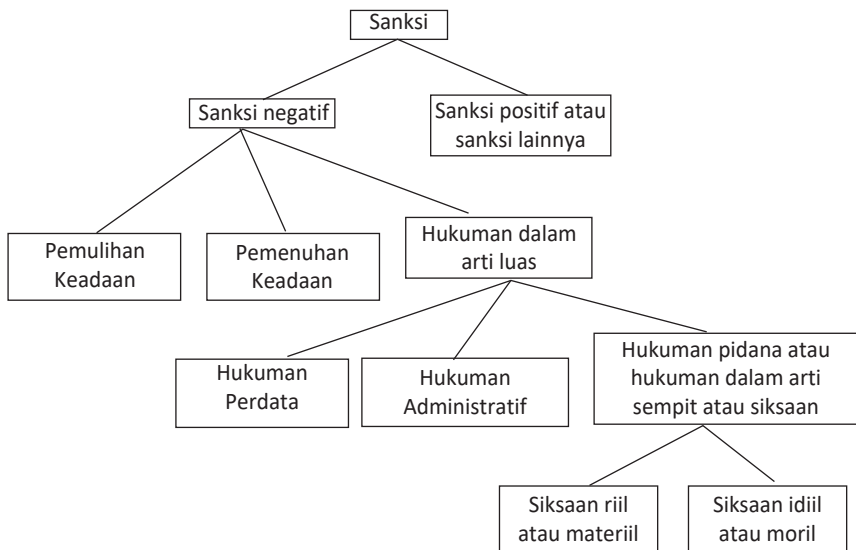 Sanksi
Sanksi negatif
Sanksi positif atau
sanksi lainnya
Pemulihan
Keadaan
Pemenuhan
Keadaan
Hukuman dalam
arti luas
Hukuman
Perdata
Hukuman
Administratif
Hukuman pidana atau
hukuman dalam arti
sempit atau siksaan
Siksaan riil
atau materiil
Siksaan idiil
atau moril